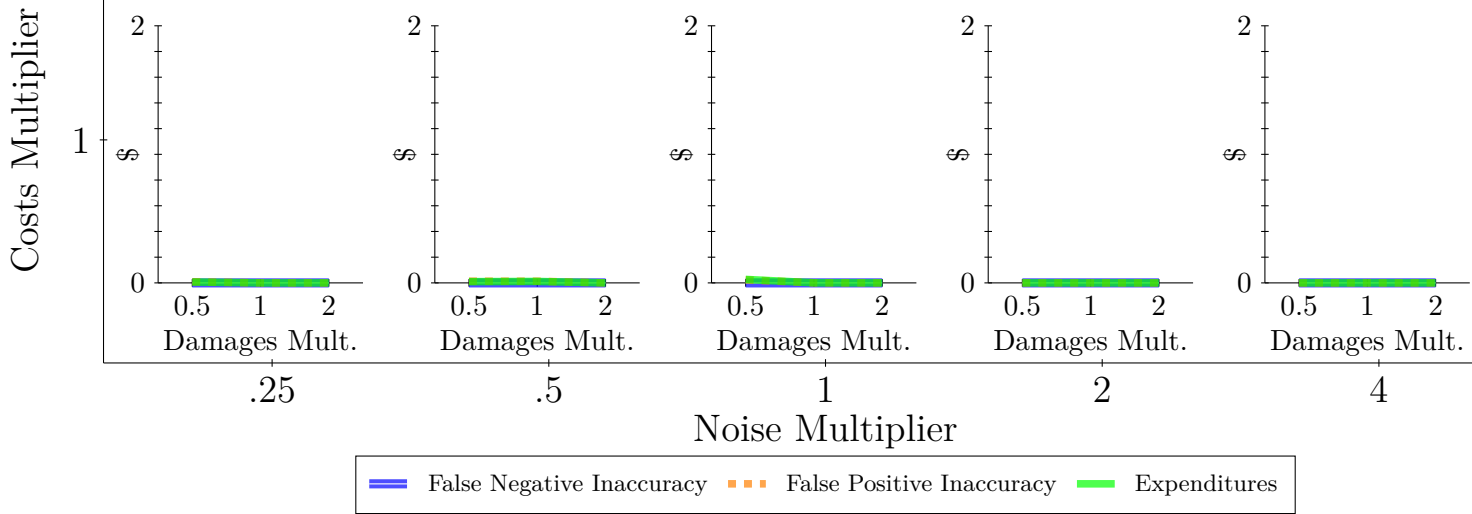 Costs Multiplier
1
2
$
0
0.5 1 2
Damages Mult.
2
$
0
0.5 1 2
Damages Mult.
2
$
0
0.5 1 2
Damages Mult.
2
$
0
0.5 1 2
Damages Mult.
2
$
0
0.5 1 2
Damages Mult.
.25 .5 1 2 4
Noise Multiplier
False Negative Inaccuracy False Positive Inaccuracy Expenditures